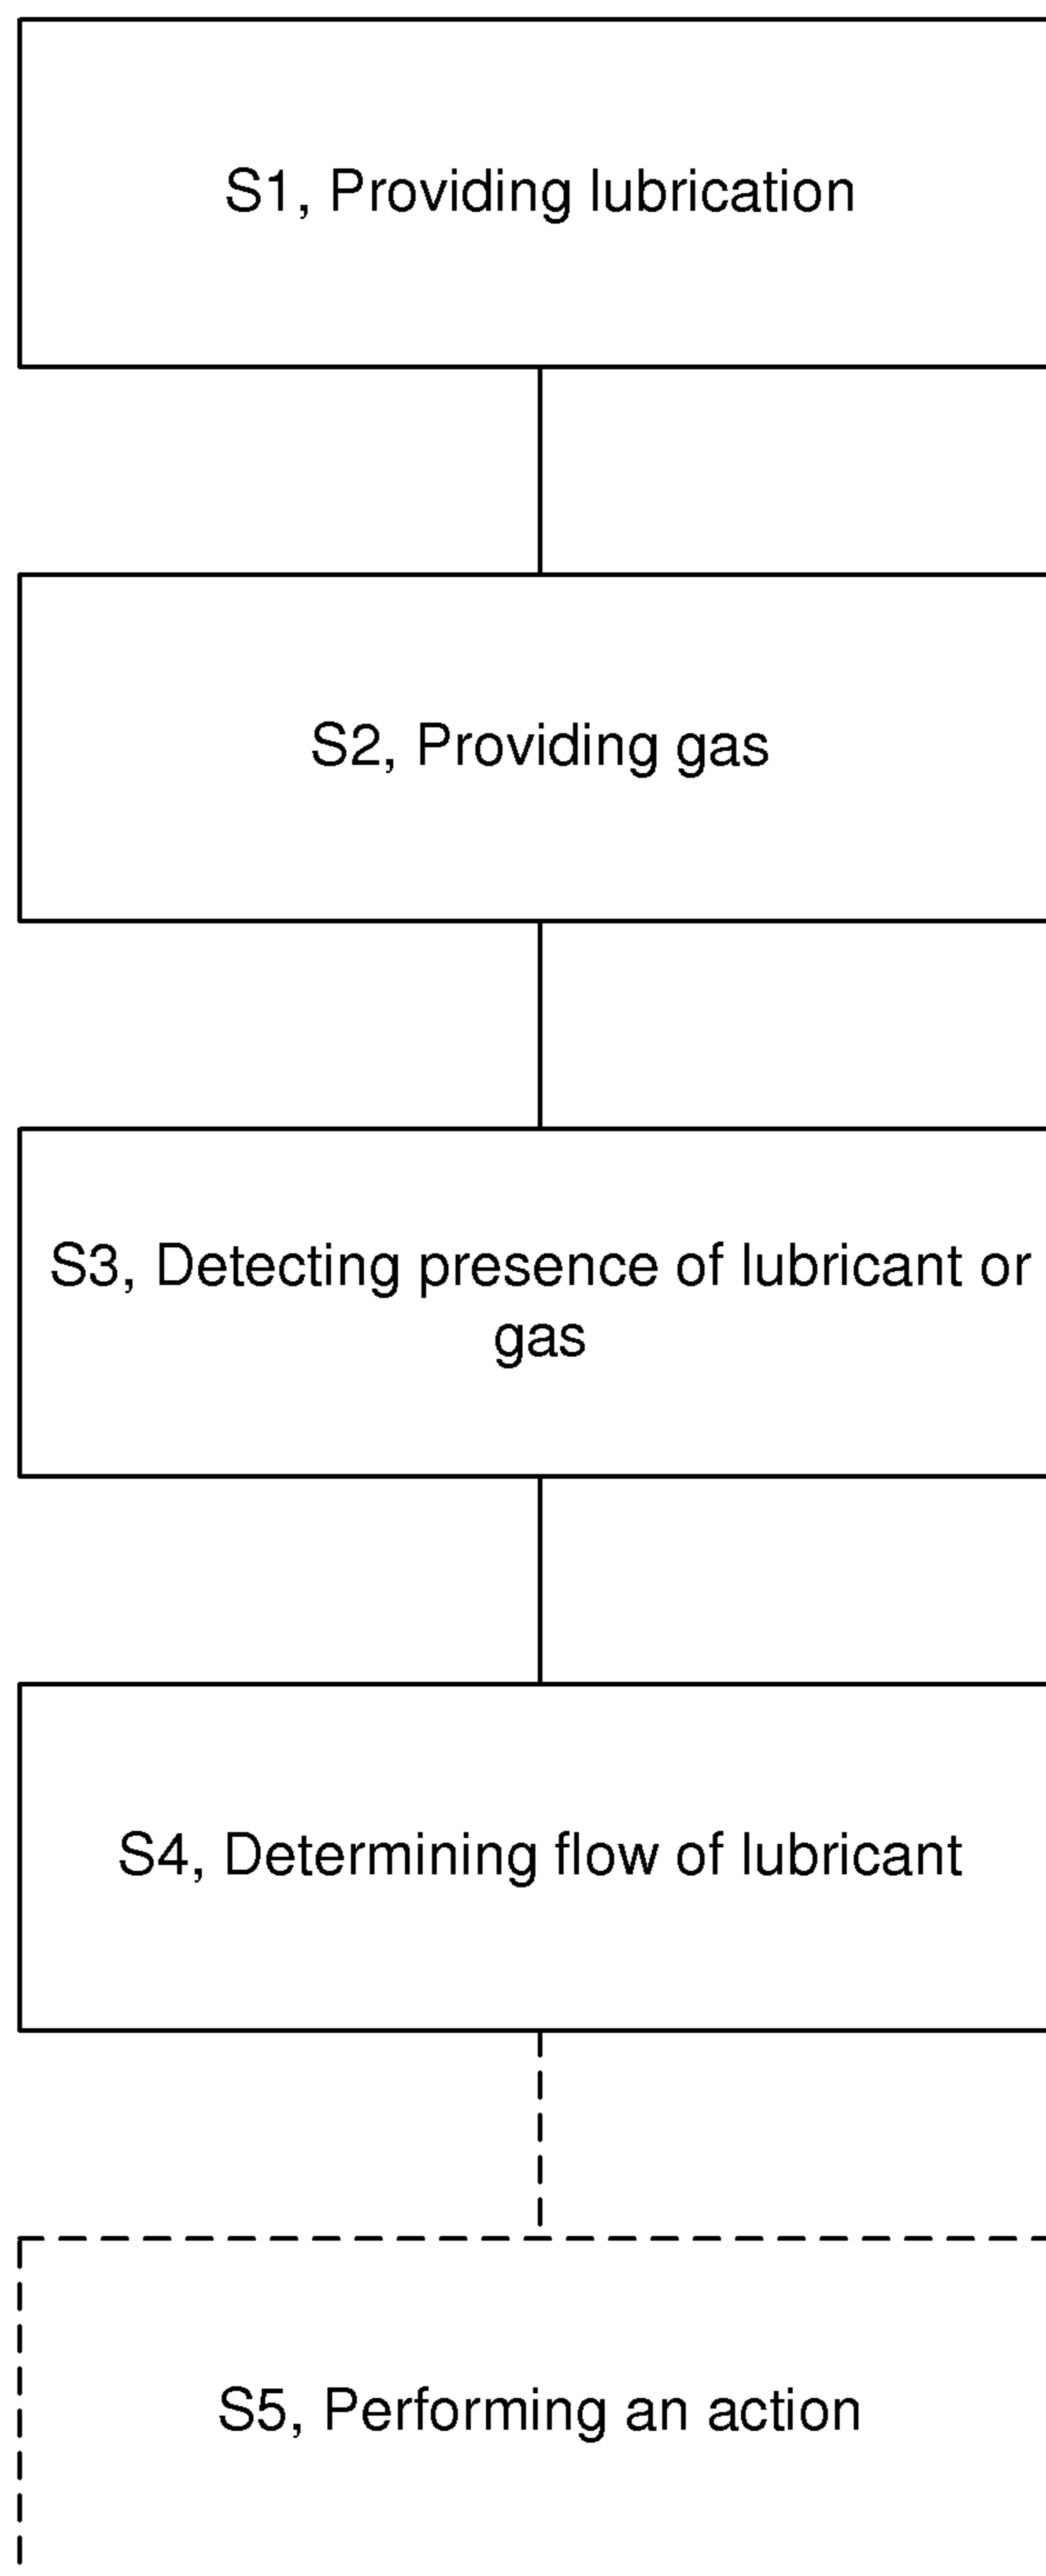 S1, Providing lubrication
S2, Providing gas
S3, Detecting presence of lubricant or
gas
S4, Determining flow of lubricant
S5, Performing an action